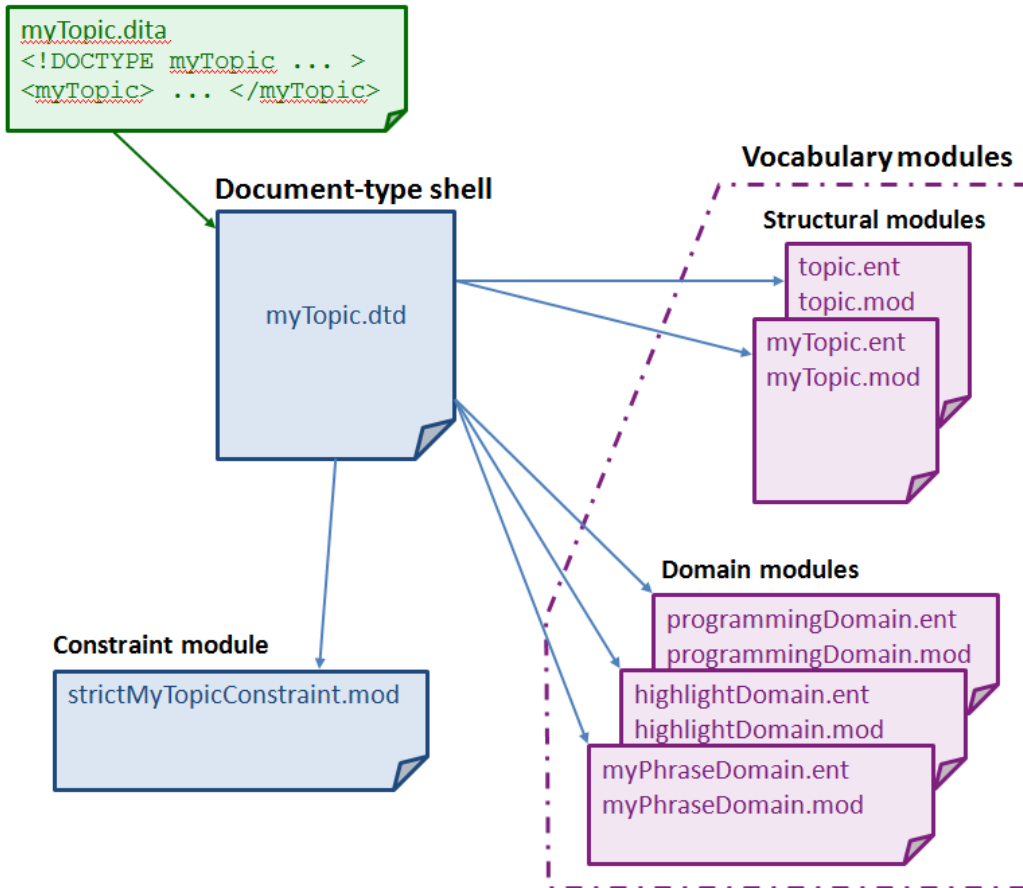 myTopic.dita
<!DOCTYPE myTopic ... >
<myTopic> ... </myTopic>
Document-type shell
myTopic.dtd
Vocabulary modules
Structural modules
topic.ent
topic.mod
myTopic.ent
myTopic.mod
Constraint module
strictMyTopicConstraint.mod
Domain modules
programmingDomain.ent
programmingDomain.mod
highlightDomain.ent
highlightDomain.mod
myPhraseDomain.ent
myPhraseDomain.mod